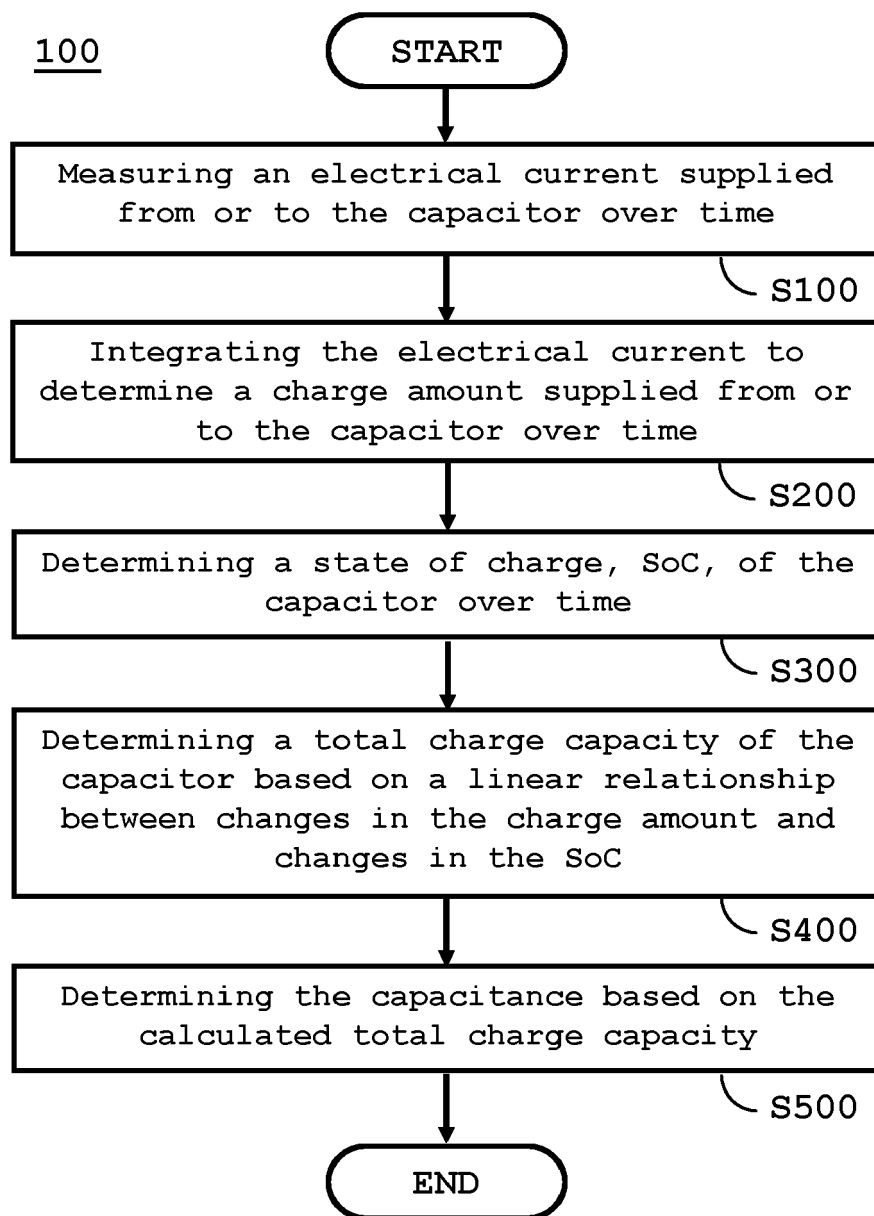 100
START
Measuring an electrical current supplied
from or to the capacitor over time
S100
Integrating the electrical current to
determine a charge amount supplied from or
to the capacitor over time
S200
Determining a state of charge, SoC, of the
capacitor over time
S300
Determining a total charge capacity of the
capacitor based on a linear relationship
between changes in the charge amount and
changes in the SoC
S400
Determining the capacitance based on the
calculated total charge capacity
S500
END